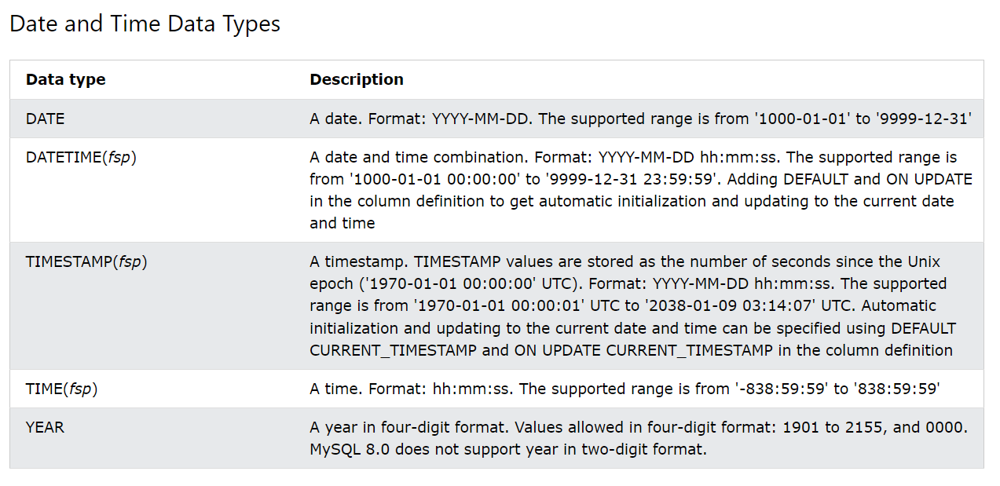 Date and Time Data Types
Data type Description
DATE A date. Format: YYYY-MM-DD. The supported range is from '1000-01-01' to '9999-12-31'
DATETIME(fsp) A date and time combination. Format: YYYY-MM-DD hh:mm:ss. The supported range is
from '1000-01-01 00:00:00' to '9999-12-31 23:59:59'. Adding DEFAULT and ON UPDATE
in the column definition to get automatic initialization and updating to the current date
and time
TIMESTAMP(fsp) A timestamp. TIMESTAMP values are stored as the number of seconds since the Unix
epoch ('1970-01-01 00:00:00' UTC). Format: YYYY-MM-DD hh:mm:ss. The supported
range is from '1970-01-01 00:00:01' UTC to '2038-01-09 03:14:07' UTC. Automatic
initialization and updating to the current date and time can be specified using DEFAULT
CURRENT_TIMESTAMP and ON UPDATE CURRENT_TIMESTAMP in the column definition
TIME(fsp) A time. Format: hh:mm:ss. The supported range is from '-838:59:59' to '838:59:59'
YEAR A year in four-digit format. Values allowed in four-digit format: 1901 to 2155, and 0000.
MySQL 8.0 does not support year in two-digit format.